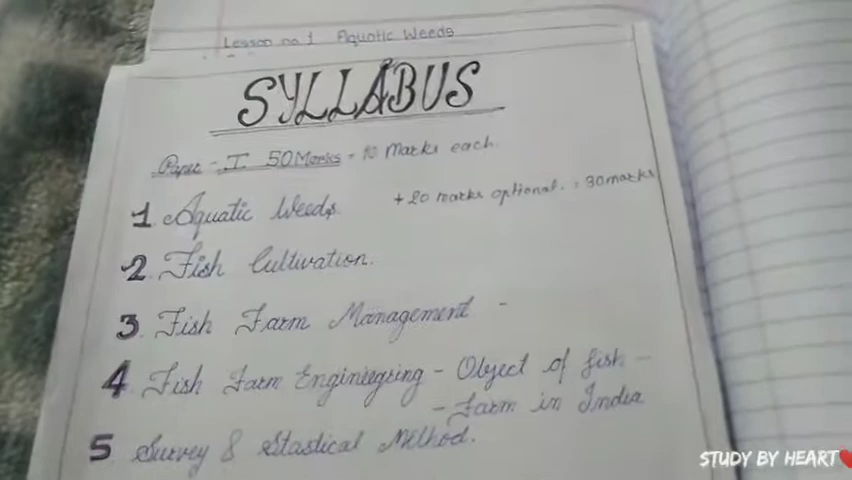 Lesson no 1 Aquatic Weeds
SYLLABUS
Paper - I 50 Marks - 10 Marks each
+ 20 marks optional. = 30 marks
1 Aquatic Weeds
2 Fish Cultivation.
3. Fish Farm Management -
4 Fish Farm Engineegring - Object of fish -
- Farm in India
5 Survey & Stastical Method.
STUDY BY HEART❤